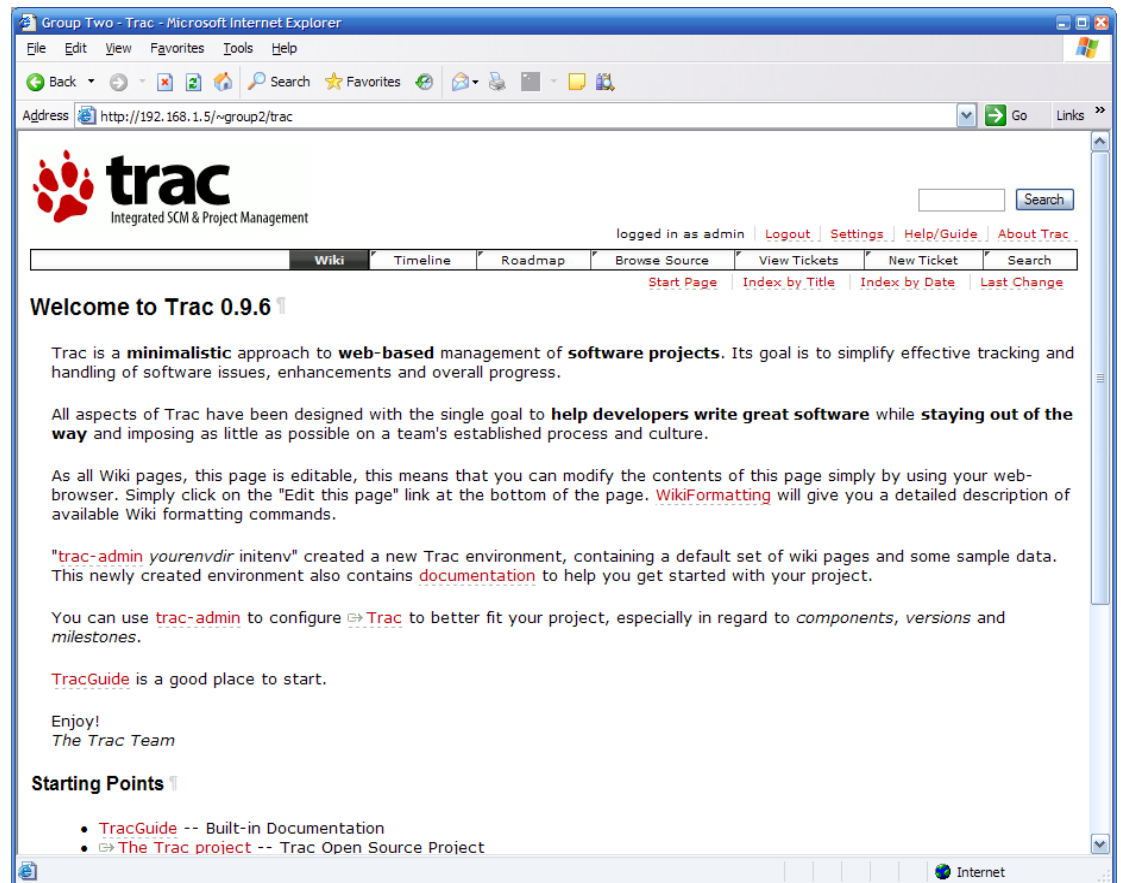 Group Two - Trac - Microsoft Internet Explorer
File Edit View Favorites Tools Help
Back Search Favorites
Address http://192.168.1.5/~group2/trac Go Links »
trac
Integrated SCM & Project Management
Search
logged in as admin Logout Settings Help/Guide About Trac
Wiki Timeline Roadmap Browse Source View Tickets New Ticket Search
Start Page Index by Title Index by Date Last Change
Welcome to Trac 0.9.6 ¶
Trac is a minimalistic approach to web-based management of software projects. Its goal is to simplify effective tracking and
handling of software issues, enhancements and overall progress.
All aspects of Trac have been designed with the single goal to help developers write great software while staying out of the
way and imposing as little as possible on a team's established process and culture.
As all Wiki pages, this page is editable, this means that you can modify the contents of this page simply by using your web-
browser. Simply click on the "Edit this page" link at the bottom of the page. WikiFormatting will give you a detailed description of
available Wiki formatting commands.
"trac-admin yourenvdir initenv" created a new Trac environment, containing a default set of wiki pages and some sample data.
This newly created environment also contains documentation to help you get started with your project.
You can use trac-admin to configure Trac to better fit your project, especially in regard to components, versions and
milestones.
TracGuide is a good place to start.
Enjoy!
The Trac Team
Starting Points ¶
• TracGuide -- Built-in Documentation
• The Trac project -- Trac Open Source Project
Internet